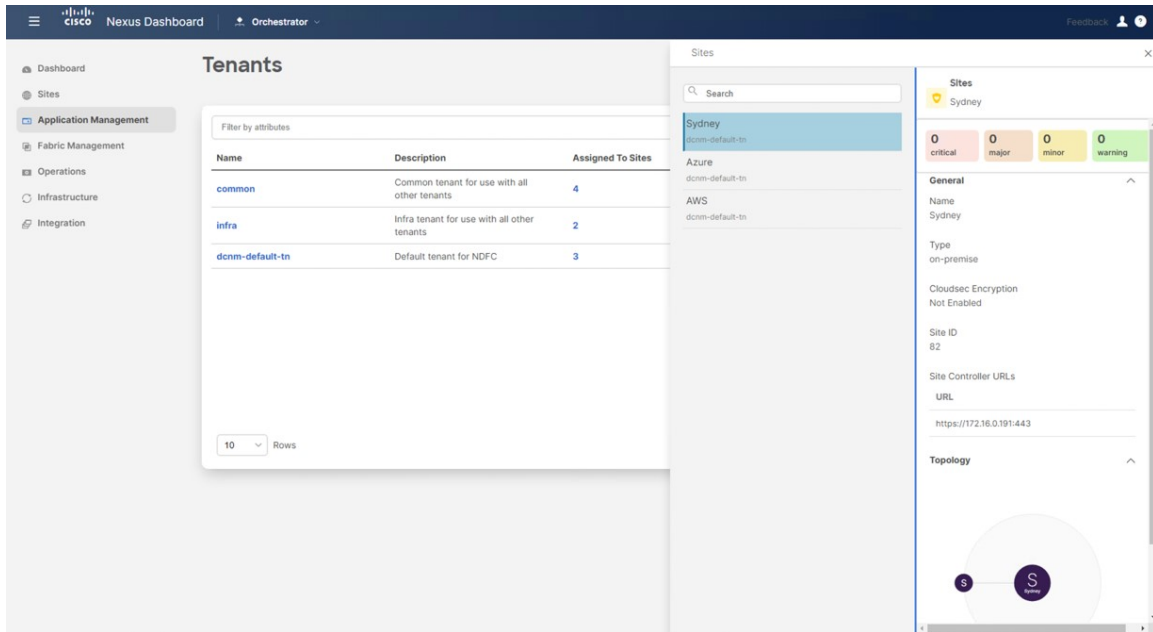 cisco Nexus Dashboard
Orchestrator
Feedback
Dashboard
Sites
Application Management
Fabric Management
Operations
Infrastructure
Integration
Tenants
Filter by attributes
Name Description Assigned To Sites
common Common tenant for use with all other tenants 4
infra Infra tenant for use with all other tenants 2
dcnm-default-tn Default tenant for NDFC 3
10 Rows
Sites
Search
Sydney
dcnm-default-tn
Azure
dcnm-default-tn
AWS
dcnm-default-tn
Sites
Sydney
0 critical
0 major
0 minor
0 warning
General
Name
Sydney
Type
on-premise
Cloudsec Encryption
Not Enabled
Site ID
82
Site Controller URLs
URL
https://172.16.0.191:443
Topology
S
S
Sydney